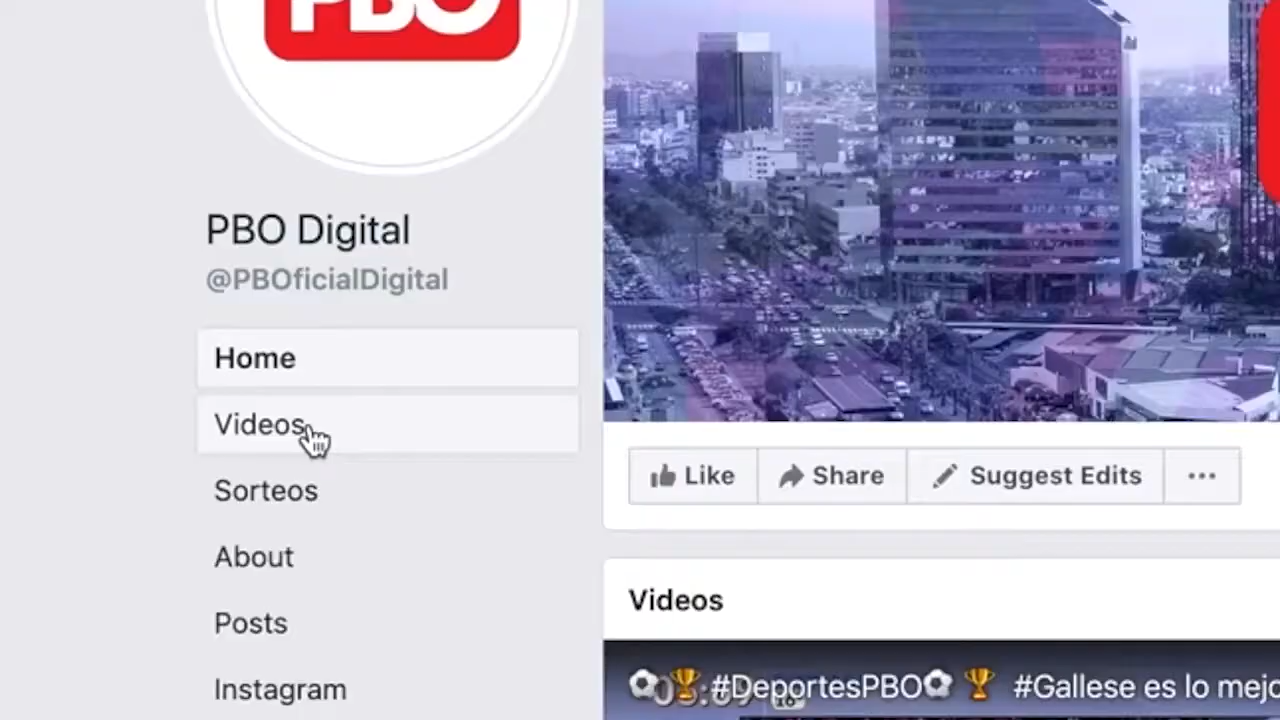 PBO
PBO Digital
@PBOficialDigital
Home
Videos
Sorteos
About
Posts
Instagram
Like
Share
Suggest Edits
Videos
#DeportesPBO #Gallese es lo mejo